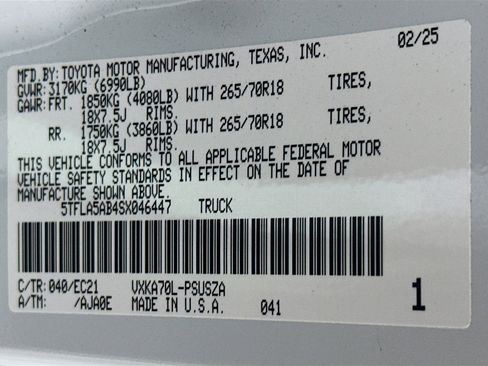 MFD.BY:TOYOTA MOTOR MANUFACTURING, TEXAS, INC. 02/25
GVWR:3170KG (6990LB)
GAWR:FRT. 1850KG (4080LB) WITH 265/70R18 TIRES,
18X7.5J RIMS.
RR. 1750KG (3860LB) WITH 265/70R18 TIRES,
18X7.5J RIMS.
THIS VEHICLE CONFORMS TO ALL APPLICABLE FEDERAL MOTOR
VEHICLE SAFETY STANDARDS IN EFFECT ON THE DATE OF
MANUFACTURE SHOWN ABOVE.
5TFLA5AB4SX046447 TRUCK
C/TR:040/EC21 VXKA70L-PSUSZA
A/TM: /AJA0E MADE IN U.S.A. 041 1